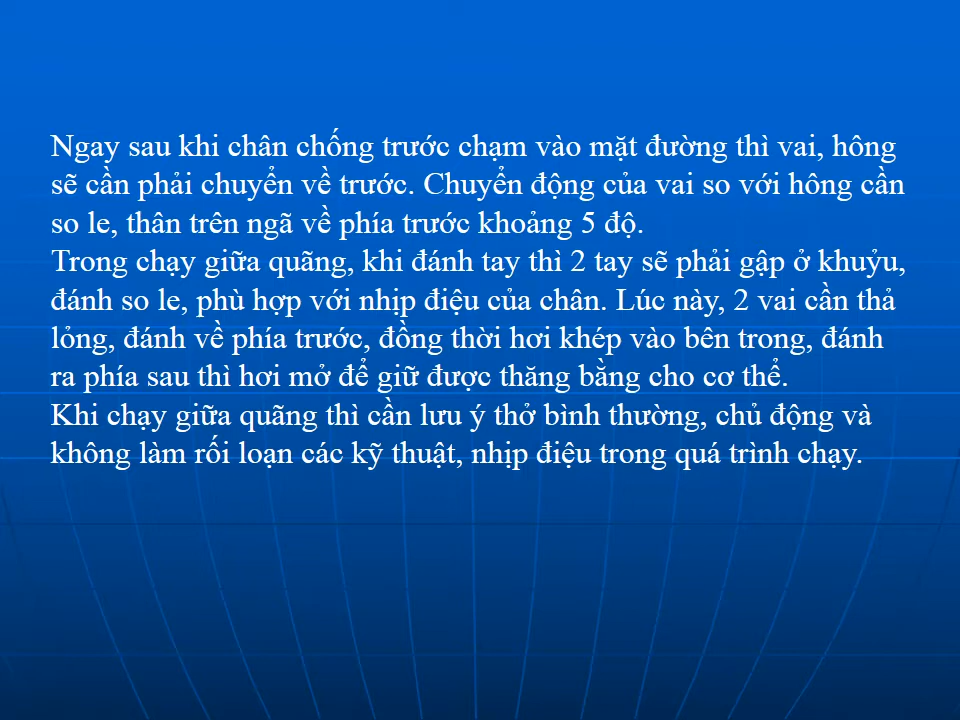 Ngay sau khi chân chống trước chạm vào mặt đường thì vai, hông
sẽ cần phải chuyển về trước. Chuyển động của vai so với hông cần
so le, thân trên ngã về phía trước khoảng 5 độ.
Trong chạy giữa quãng, khi đánh tay thì 2 tay sẽ phải gập ở khuỷu,
đánh so le, phù hợp với nhịp điệu của chân. Lúc này, 2 vai cần thả
lỏng, đánh về phía trước, đồng thời hơi khép vào bên trong, đánh
ra phía sau thì hơi mở để giữ được thăng bằng cho cơ thể.
Khi chạy giữa quãng thì cần lưu ý thở bình thường, chủ động và
không làm rối loạn các kỹ thuật, nhịp điệu trong quá trình chạy.